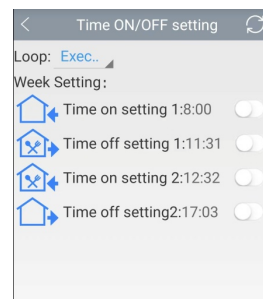 Time ON/OFF setting
Loop: Exec..
Week Setting:
Time on setting 1:8:00
Time off setting 1:11:31
Time on setting 2:12:32
Time off setting2:17:03